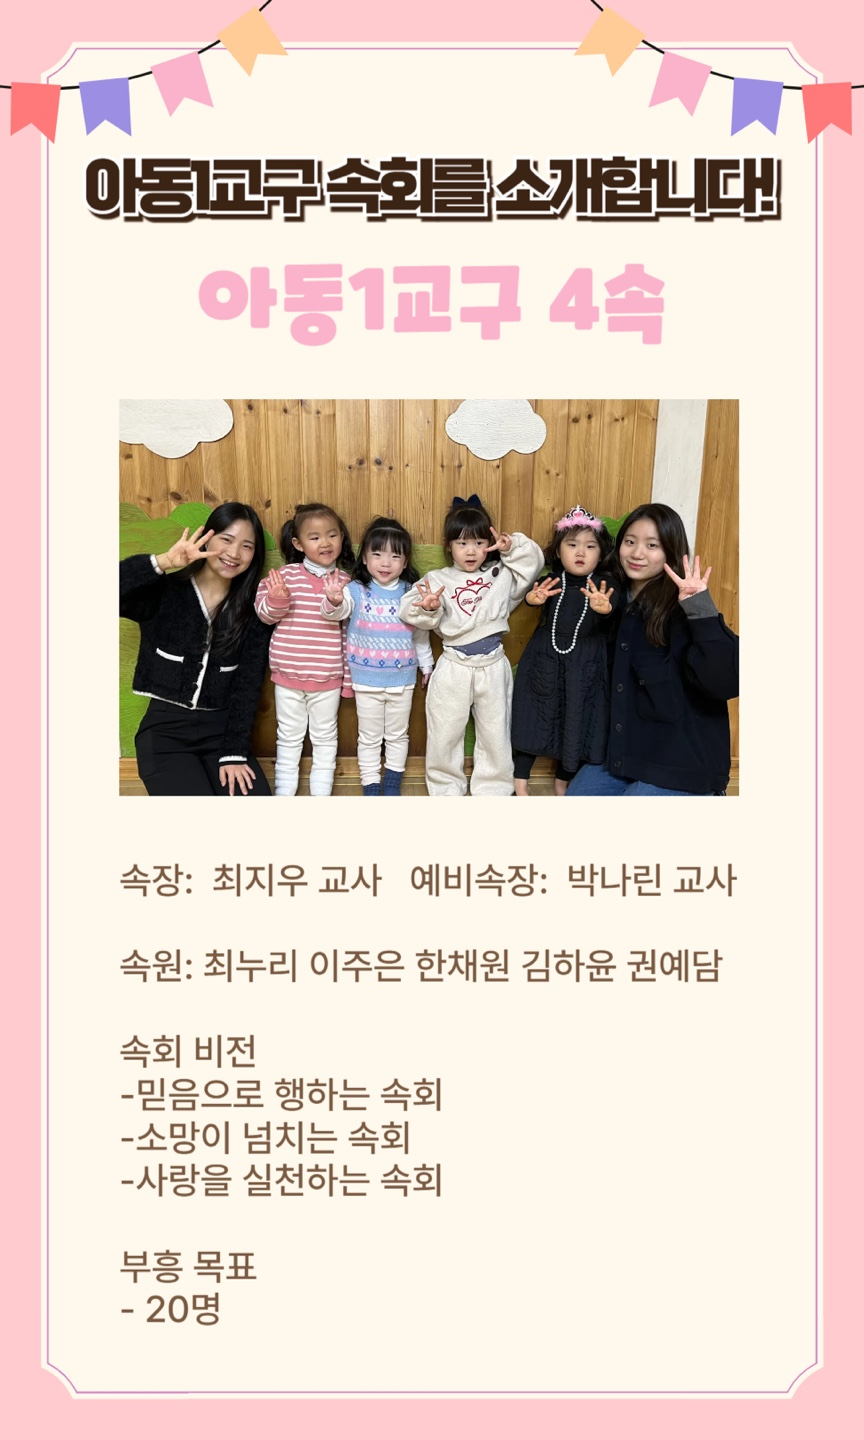 아동1교구 속회를 소개합니다!
아동1교구 4속
속장: 최지우 교사 예비속장: 박나린 교사
속원: 최누리 이주은 한채원 김하윤 권예담
속회 비전
-믿음으로 행하는 속회
-소망이 넘치는 속회
-사랑을 실천하는 속회
부흥 목표
- 20명